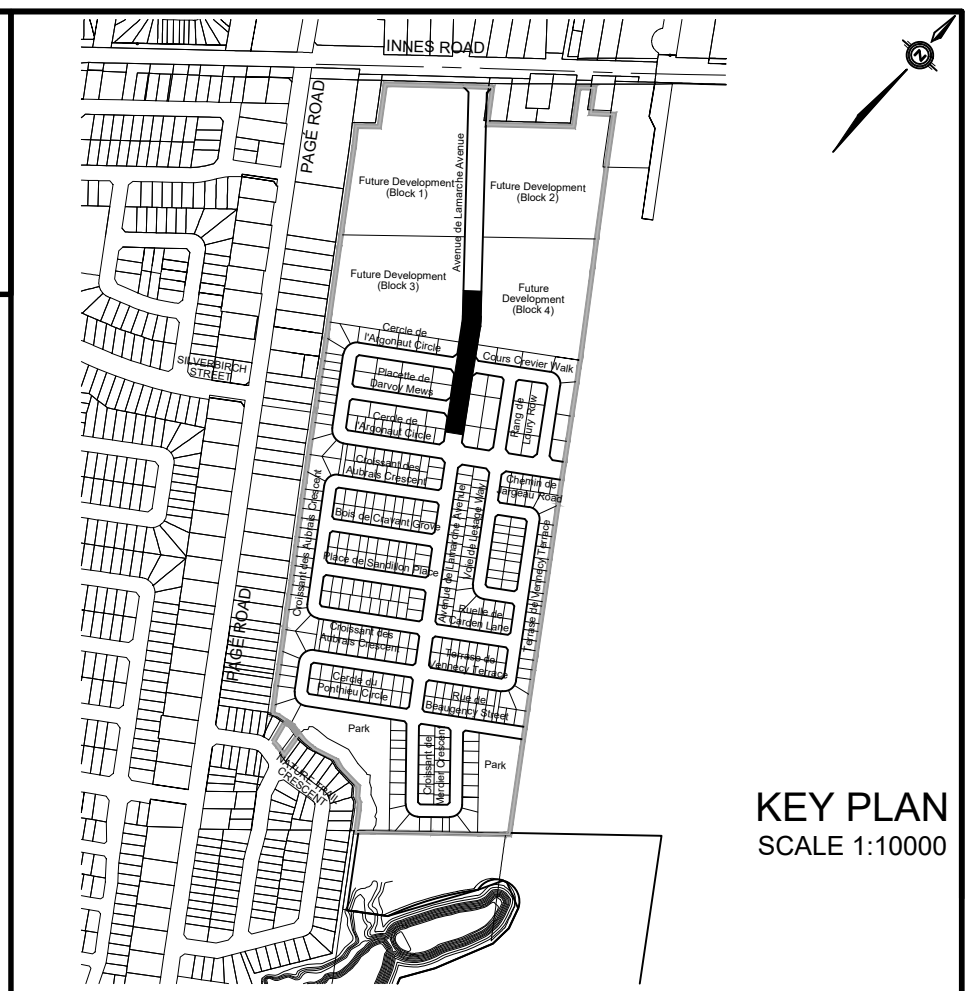 INNES ROAD
N
PAGÉ ROAD
Avenue de Lamarche Avenue
Future Development
(Block 1)
Future Development
(Block 2)
Future Development
(Block 3)
Future
Development
(Block 4)
Cercle de
l'Argonaut Circle
Cours Crevier Walk
SILVERBIRCH
STREET
Placette de
Darvoy Mews
Rang de
Loury Row
Cercle de
l'Argonaut Circle
Croissant des
Aubrais Crescent
Chemin de
Jargeau Road
Croissant des Aubrais Crescent
Bois de Cravant Grove
Avenue de Lamarche Avenue
Voie de Lesage Way
Place de Sandillon Place
Terrase de Vennecy Terrace
Ruelle de
Carden Lane
PAGÉ ROAD
Croissant des
Aubrais Crescent
Terrase de
Vennecy Terrace
Cercle du
Ponthieu Circle
Rue de
Beaugency Street
Park
Croissant de
Mercier Crescen
Park
NATURE TRAIL
CRESCENT
KEY PLAN
SCALE 1:10000